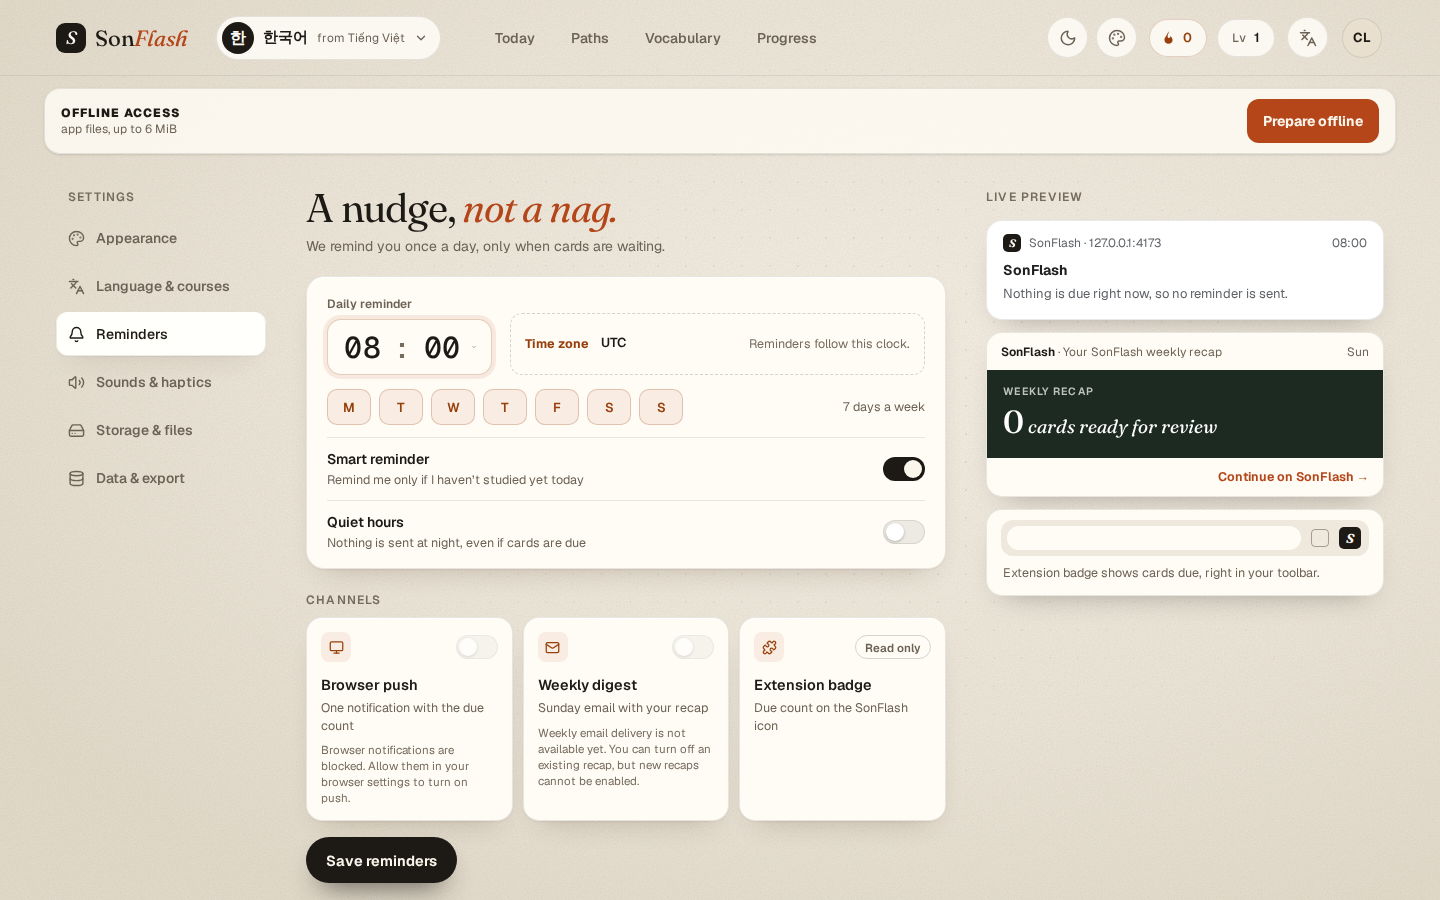 S SonFlash
한 한국어 from Tiếng Việt
Today
Paths
Vocabulary
Progress
0
Lv 1
CL
OFFLINE ACCESS
app files, up to 6 MiB
Prepare offline
SETTINGS
Appearance
Language & courses
Reminders
Sounds & haptics
Storage & files
Data & export
A nudge, not a nag.
We remind you once a day, only when cards are waiting.
Daily reminder
08 : 00
Time zone UTC
Reminders follow this clock.
M T W T F S S
7 days a week
Smart reminder
Remind me only if I haven't studied yet today
Quiet hours
Nothing is sent at night, even if cards are due
CHANNELS
Browser push
One notification with the due
count
Browser notifications are
blocked. Allow them in your
browser settings to turn on
push.
Weekly digest
Sunday email with your recap
Weekly email delivery is not
available yet. You can turn off an
existing recap, but new recaps
cannot be enabled.
Read only
Extension badge
Due count on the SonFlash
icon
Save reminders
LIVE PREVIEW
S SonFlash · 127.0.0.1:4173 08:00
SonFlash
Nothing is due right now, so no reminder is sent.
SonFlash · Your SonFlash weekly recap Sun
WEEKLY RECAP
0 cards ready for review
Continue on SonFlash →
S
Extension badge shows cards due, right in your toolbar.